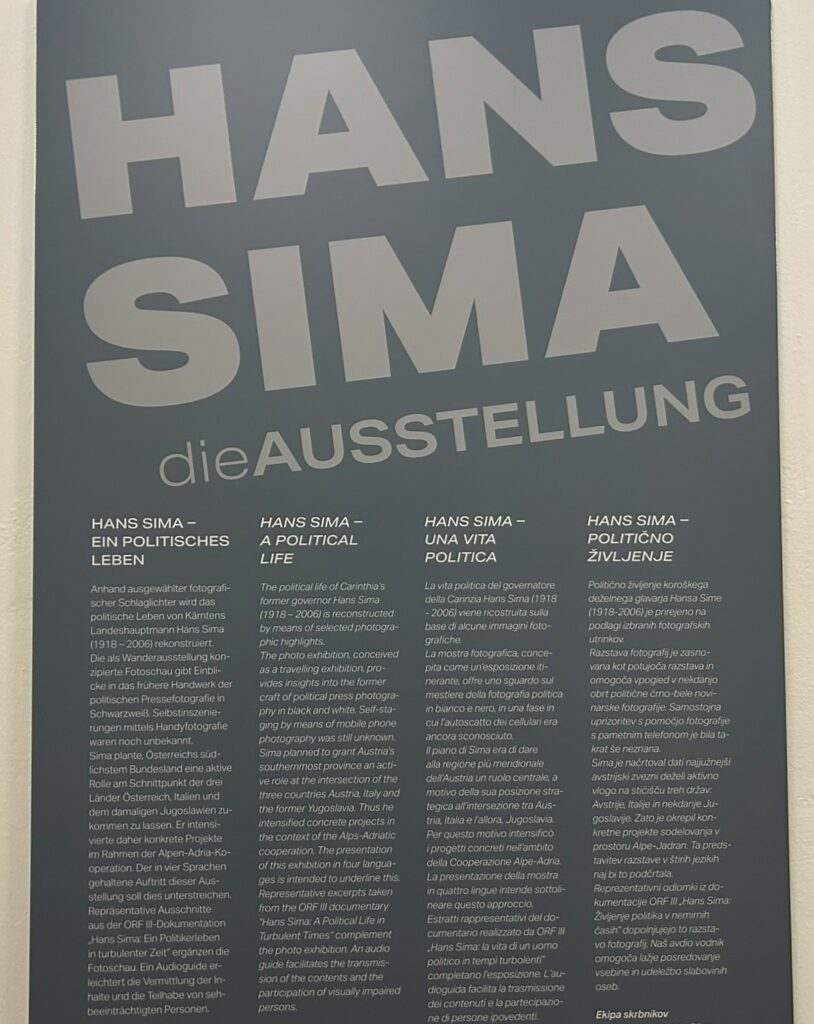 HANS
SIMA
dieAUSSTELLUNG
HANS SIMA –
EIN POLITISCHES
LEBEN
Anhand ausgewählter fotografi-
scher Schlaglichter wird das
politische Leben von Kärntens
Landeshauptmann Hans Sima
(1918 – 2006) rekonstruiert.
Die als Wanderausstellung kon-
zipierte Fotoschau gibt Einbli-
cke in das frühere Handwerk der
politischen Pressefotografie in
Schwarzweiß. Selbstinszenie-
rungen mittels Handyfotografie
waren noch unbekannt.
Sima plante, Österreichs süd-
lichstem Bundesland eine aktive
Rolle am Schnittpunkt der drei
Länder Österreich, Italien und
dem damaligen Jugoslawien zu-
kommen zu lassen. Er intensi-
vierte daher konkrete Projekte
im Rahmen der Alpen-Adria-Ko-
operation. Der in vier Sprachen
gehaltene Auftritt dieser Aus-
stellung soll dies unterstreichen.
Repräsentative Ausschnitte
aus der ORF III-Dokumentation
„Hans Sima: Ein Politikerleben
in turbulenter Zeit" ergänzen die
Fotoschau. Ein Audioguide er-
leichtert die Vermittlung der In-
halte und die Teilhabe von seh-
beeinträchtigten Personen.
HANS SIMA –
A POLITICAL
LIFE
The political life of Carinthia's
former governor Hans Sima
(1918 – 2006) is reconstructed
by means of selected photogra-
phic highlights.
The photo exhibition, conceived
as a travelling exhibition, pro-
vides insights into the former
craft of political press photogra-
phy in black and white. Self-sta-
ging by means of mobile phone
photography was still unknown.
Sima planned to grant Austria's
southernmost province an acti-
ve role at the intersection of the
three countries Austria, Italy and
the former Yugoslavia. Thus he
intensified concrete projects in
the context of the Alps-Adriatic
cooperation. The presentation
of this exhibition in four langua-
ges is intended to underline this.
Representative excerpts taken
from the ORF III documentary
"Hans Sima: A Political Life in
Turbulent Times" complement
the photo exhibition. An audio
guide facilitates the transmis-
sion of the contents and the
participation of visually impaired
persons.
HANS SIMA –
UNA VITA
POLITICA
La vita politica del governatore
della Carinzia Hans Sima (1918
- 2006) viene ricostruita sulla
base di alcune immagini foto-
grafiche.
La mostra fotografica, conce-
pita come un'esposizione iti-
nerante, offre uno sguardo sul
mestiere della fotografia politica
in bianco e nero, in una fase in
cui l'autoscatto dei cellulari era
ancora sconosciuto.
Il piano di Sima era di dare
alla regione più meridionale
dell'Austria un ruolo centrale, a
motivo della sua posizione stra-
tegica all'intersezione tra Aus-
tria, Italia e l'allora, Jugoslavia.
Per questo motivo intensificò
i progetti concreti nell'ambito
della Cooperazione Alpe-Adria.
La presentazione della mostra
in quattro lingue intende sottoli-
neare questo approccio.
Estratti rappresentativi del do-
cumentario realizzato da ORF III
„Hans Sima: la vita di un uomo
politico in tempi turbolenti"
completano l'esposizione. L'au-
dioguida facilita la trasmissione
dei contenuti e la partecipazio-
ne di persone ipovedenti.
HANS SIMA –
POLITIČNO
ŽIVLJENJE
Politično življenje koroškega
deželnega glavarja Hansa Sime
(1918-2006) je prirejeno na
podlagi izbranih fotografskih
utrinkov.
Razstava fotografij je zasno-
vana kot potujoča razstava in
omogoča vpogled v nekdanjo
obrt politične črno-bele novi-
narske fotografije. Samostojna
uprizoritev s pomočjo fotografije
s pametnim telefonom je bila ta-
krat še neznana.
Sima je načrtoval dati najjužnejši
avstrijski zvezni deželi aktivno
vlogo na stičišču treh držav:
Avstrije, Italije in nekdanje Ju-
goslavije. Zato je okrepil kon-
kretne projekte sodelovanja v
prostoru Alpe-Jadran. Ta preds-
tavitev razstave v štirih jezikih
naj bi to podčrtala.
Reprezentativni odlomki iz do-
kumentacije ORF III „Hans Sima:
Življenje politika v nemirnih
časih" dopolnjujejo to razsta-
vo fotografij. Naš avdio vodnik
omogoča lažje posredovanje
vsebine in udeležbo slabovinih
oseb.
Ekipa skrbnikov